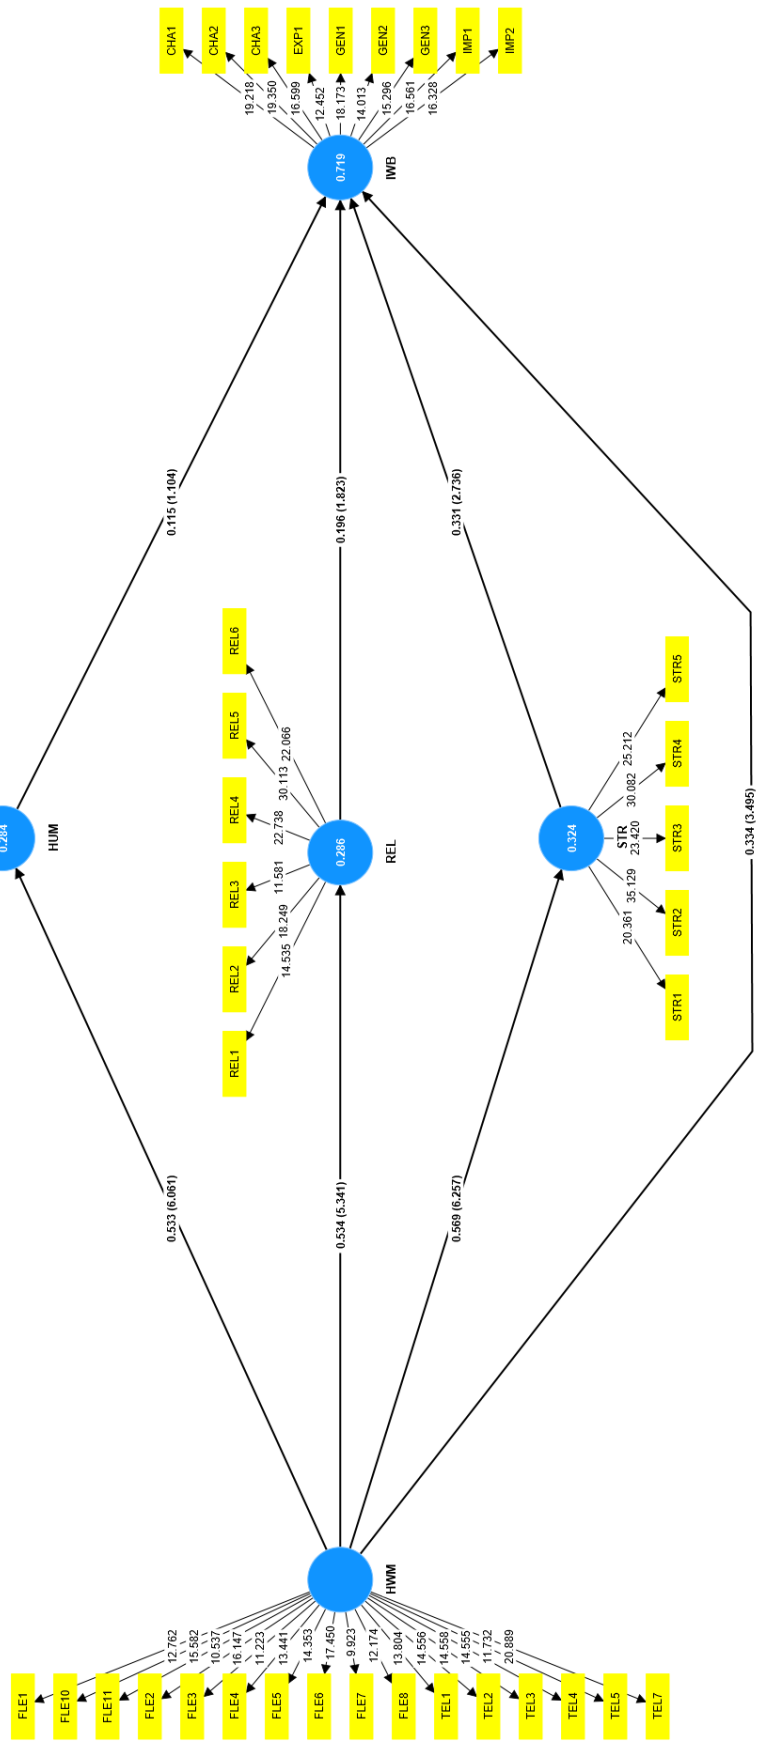 CHA1
CHA2
CHA3
EXP1
GEN1
GEN2
GEN3
IMP1
IMP2
19.218
19.350
16.599
12.452
18.173
14.013
15.296
16.561
16.328
0.719
IWB
0.115 (1.104)
0.196 (1.823)
0.331 (2.736)
0.334 (3.495)
0.284
HUM
REL6
REL5
REL4
REL3
REL2
REL1
22.066
30.113
22.738
11.581
18.249
14.535
0.286
REL
0.324
STR
STR5
STR4
STR3
STR2
STR1
25.212
30.082
23.420
35.129
20.361
0.533 (6.061)
0.534 (5.341)
0.569 (6.257)
HWM
12.762
15.582
10.537
16.147
11.223
13.441
14.353
17.450
9.923
12.174
13.804
14.556
14.558
14.555
11.732
20.889
FLE1
FLE10
FLE11
FLE2
FLE3
FLE4
FLE5
FLE6
FLE7
FLE8
TEL1
TEL2
TEL3
TEL4
TEL5
TEL7